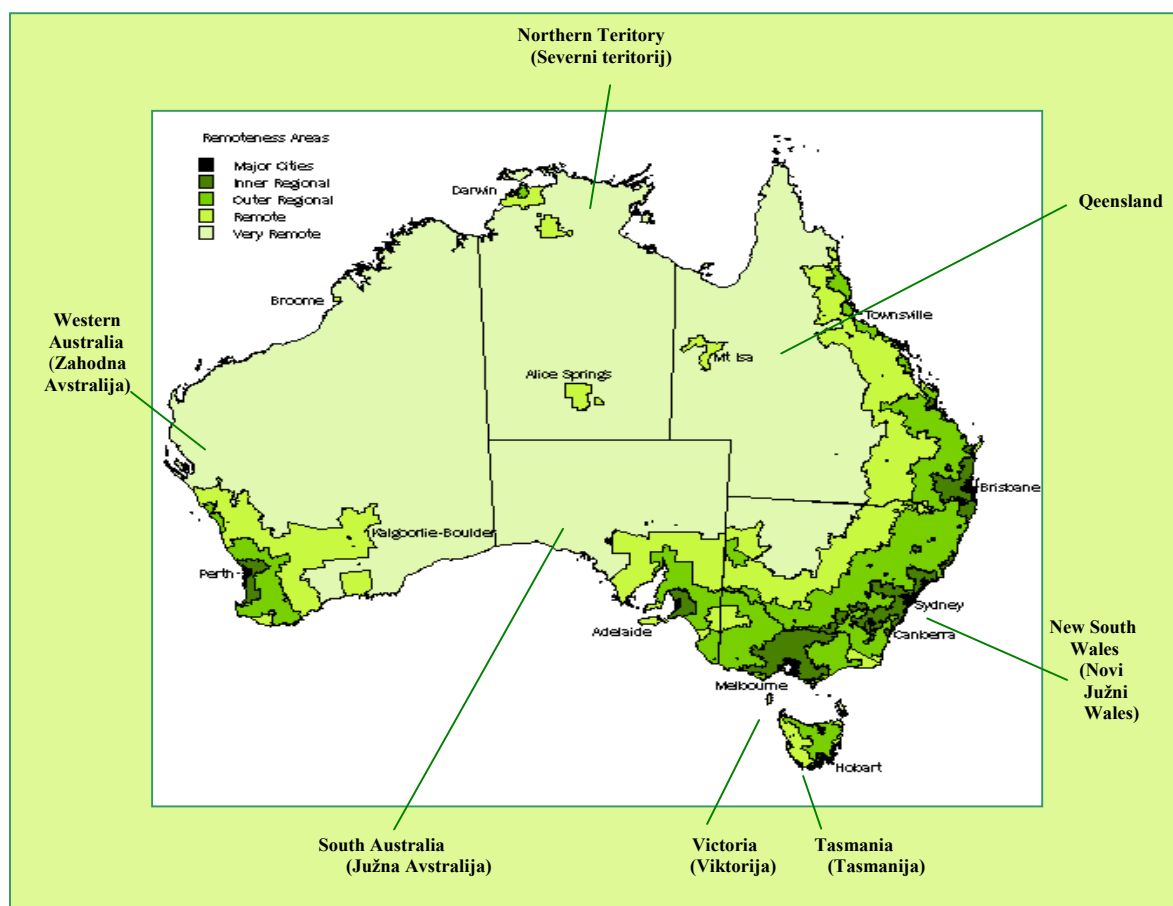 Northern Teritory
(Severni teritorij)
Remoteness Areas
Major Cities
Inner Regional
Outer Regional
Remote
Very Remote
Darwin
Qeensland
Broome
Townsville
Western
Australia
(Zahodna
Avstralija)
Mt Isa
Alice Springs
Brisbane
Kalgoorlie-Boulder
Perth
Sydney
Adelaide
Canberra
New South
Wales
(Novi
Južni
Wales)
Melbourne
Hobart
South Australia
(Južna Avstralija)
Victoria
(Viktorija)
Tasmania
(Tasmanija)